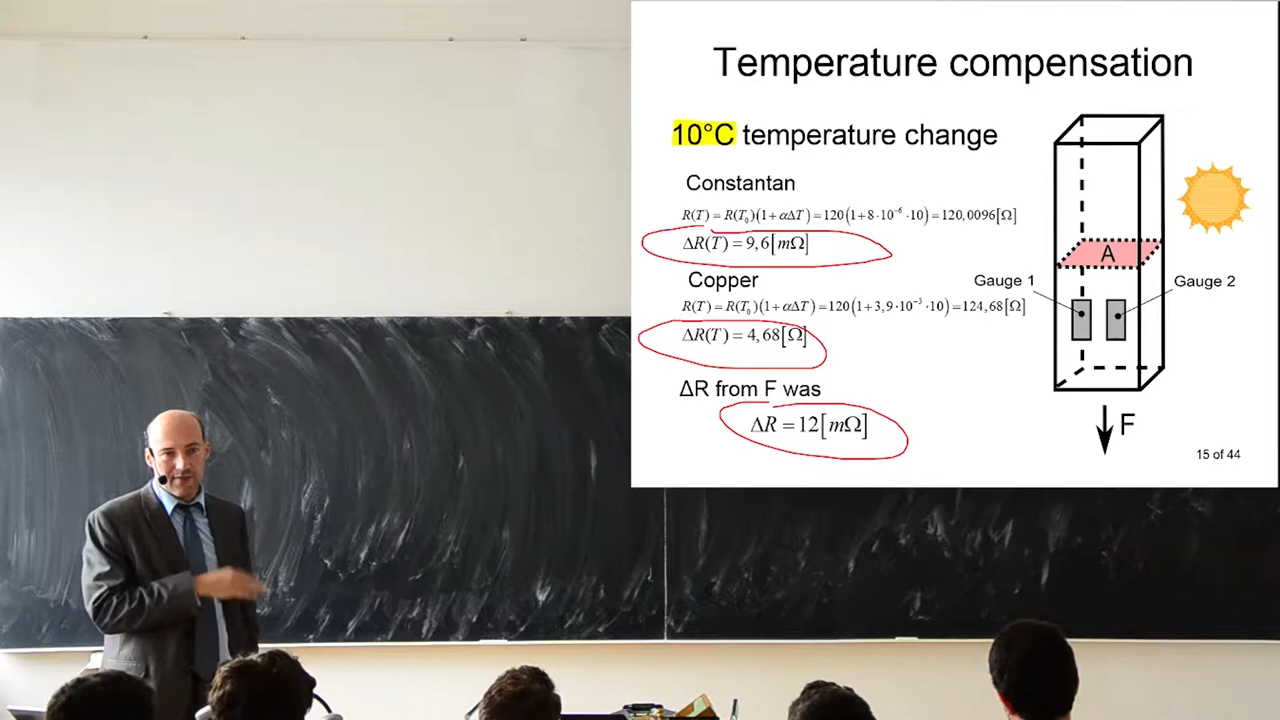 Temperature compensation
10°C temperature change
Constantan
R(T) = R(T₀)(1+αΔT) = 120(1+8·10⁻⁶·10) = 120,0096[Ω]
ΔR(T) = 9,6[mΩ]
Copper
R(T) = R(T₀)(1+αΔT) = 120(1+3,9·10⁻³·10) = 124,68[Ω]
ΔR(T) = 4,68[Ω]
ΔR from F was
ΔR = 12[mΩ]
A
Gauge 1
Gauge 2
F
15 of 44